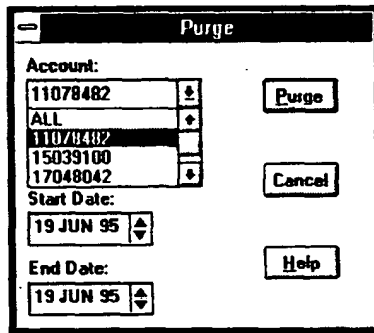 Purge
Account:
11078482
ALL
11078482
15039100
17048042
Start Date:
19 JUN 95
End Date:
19 JUN 95
Purge
Cancel
Help